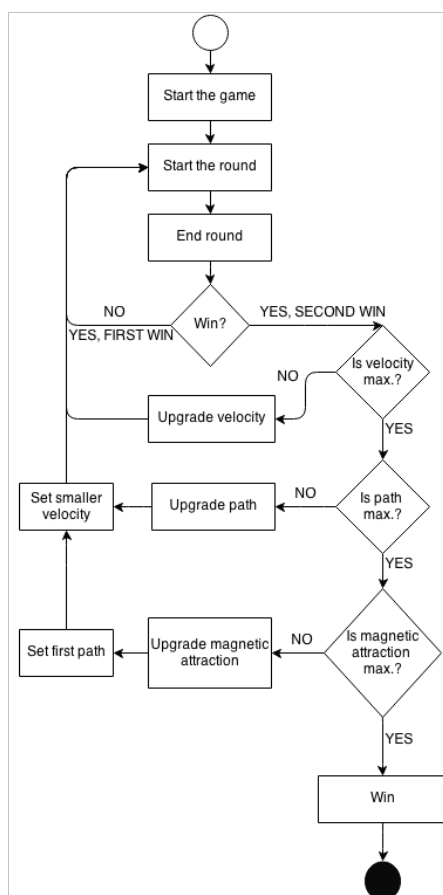 Start the game
Start the round
End round
NO
YES, FIRST WIN
Win?
YES, SECOND WIN
Is velocity
max.?
NO
Upgrade velocity
YES
Set smaller
velocity
Upgrade path
NO
Is path
max.?
YES
Set first path
Upgrade magnetic
attraction
NO
Is magnetic
attraction
max.?
YES
Win